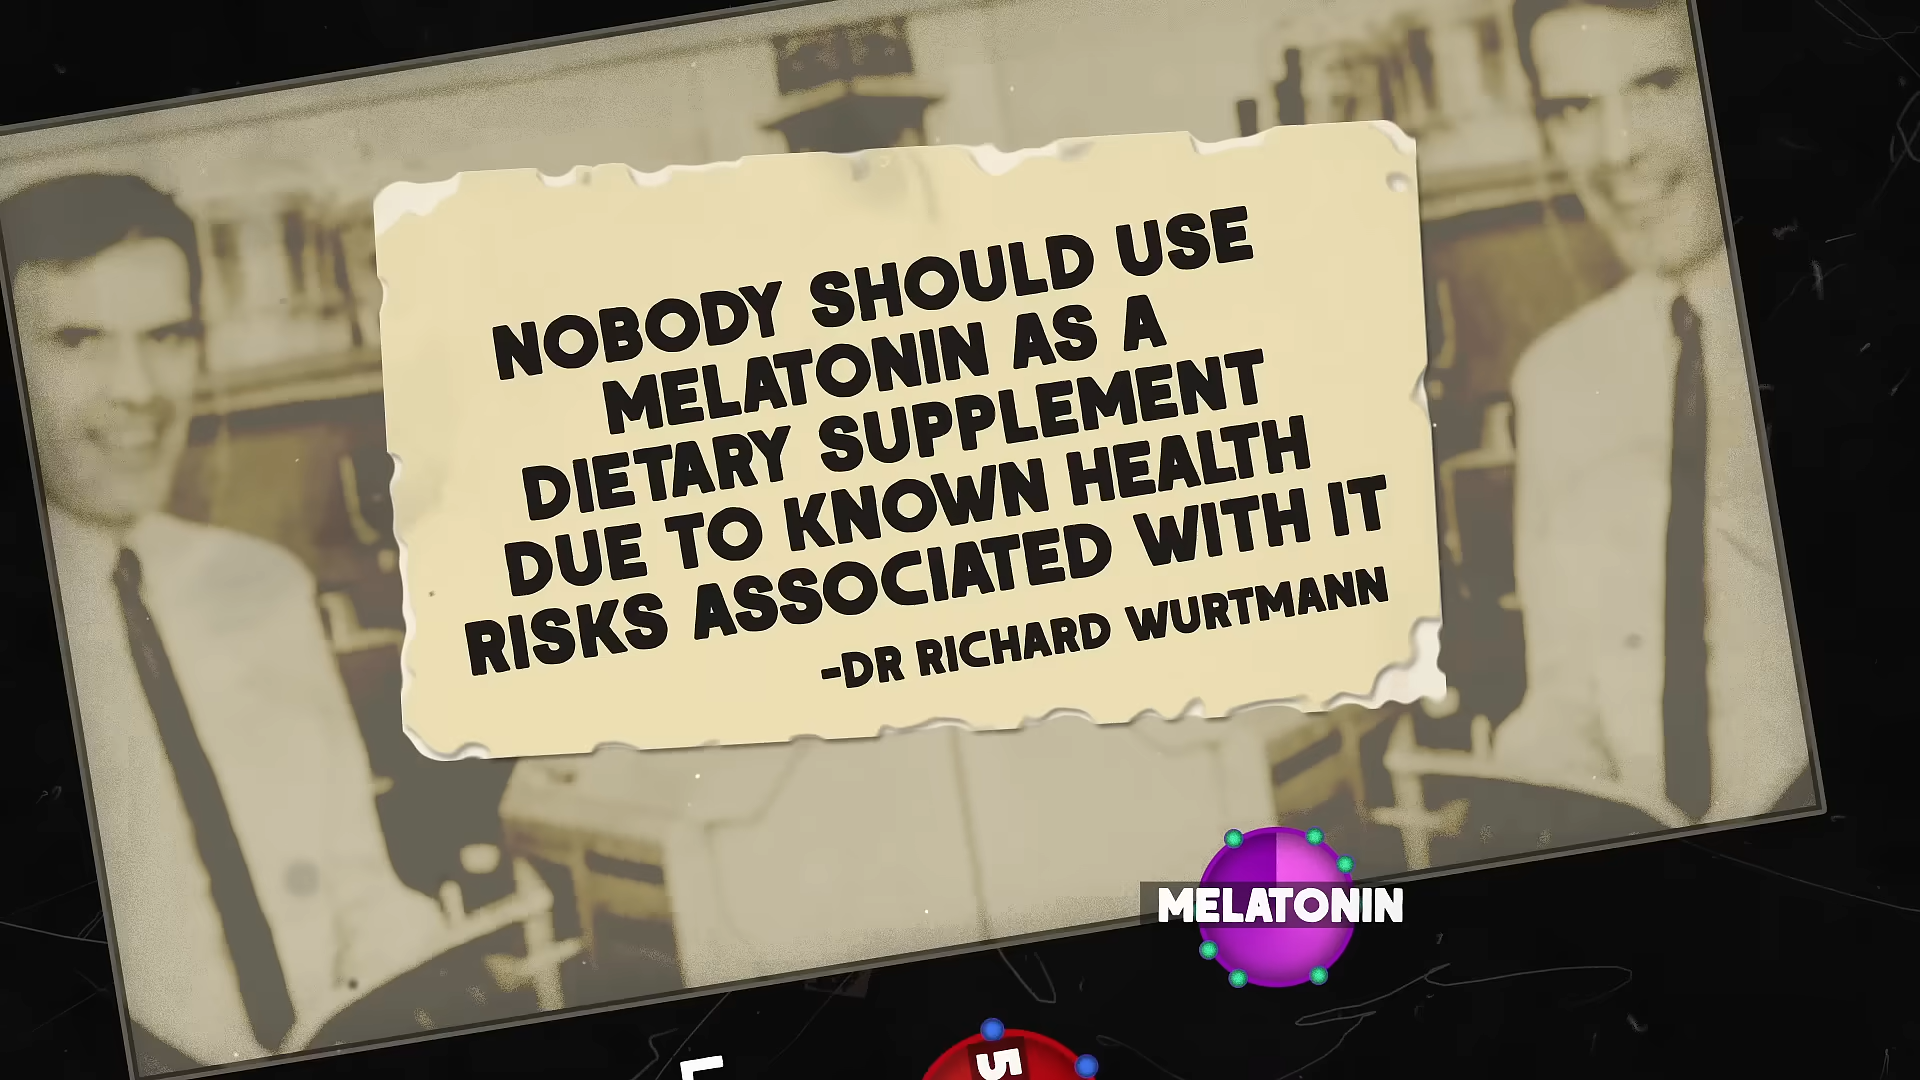 NOBODY SHOULD USE
MELATONIN AS A
DIETARY SUPPLEMENT
DUE TO KNOWN HEALTH
RISKS ASSOCIATED WITH IT
-DR RICHARD WURTMANN
MELATONIN
5